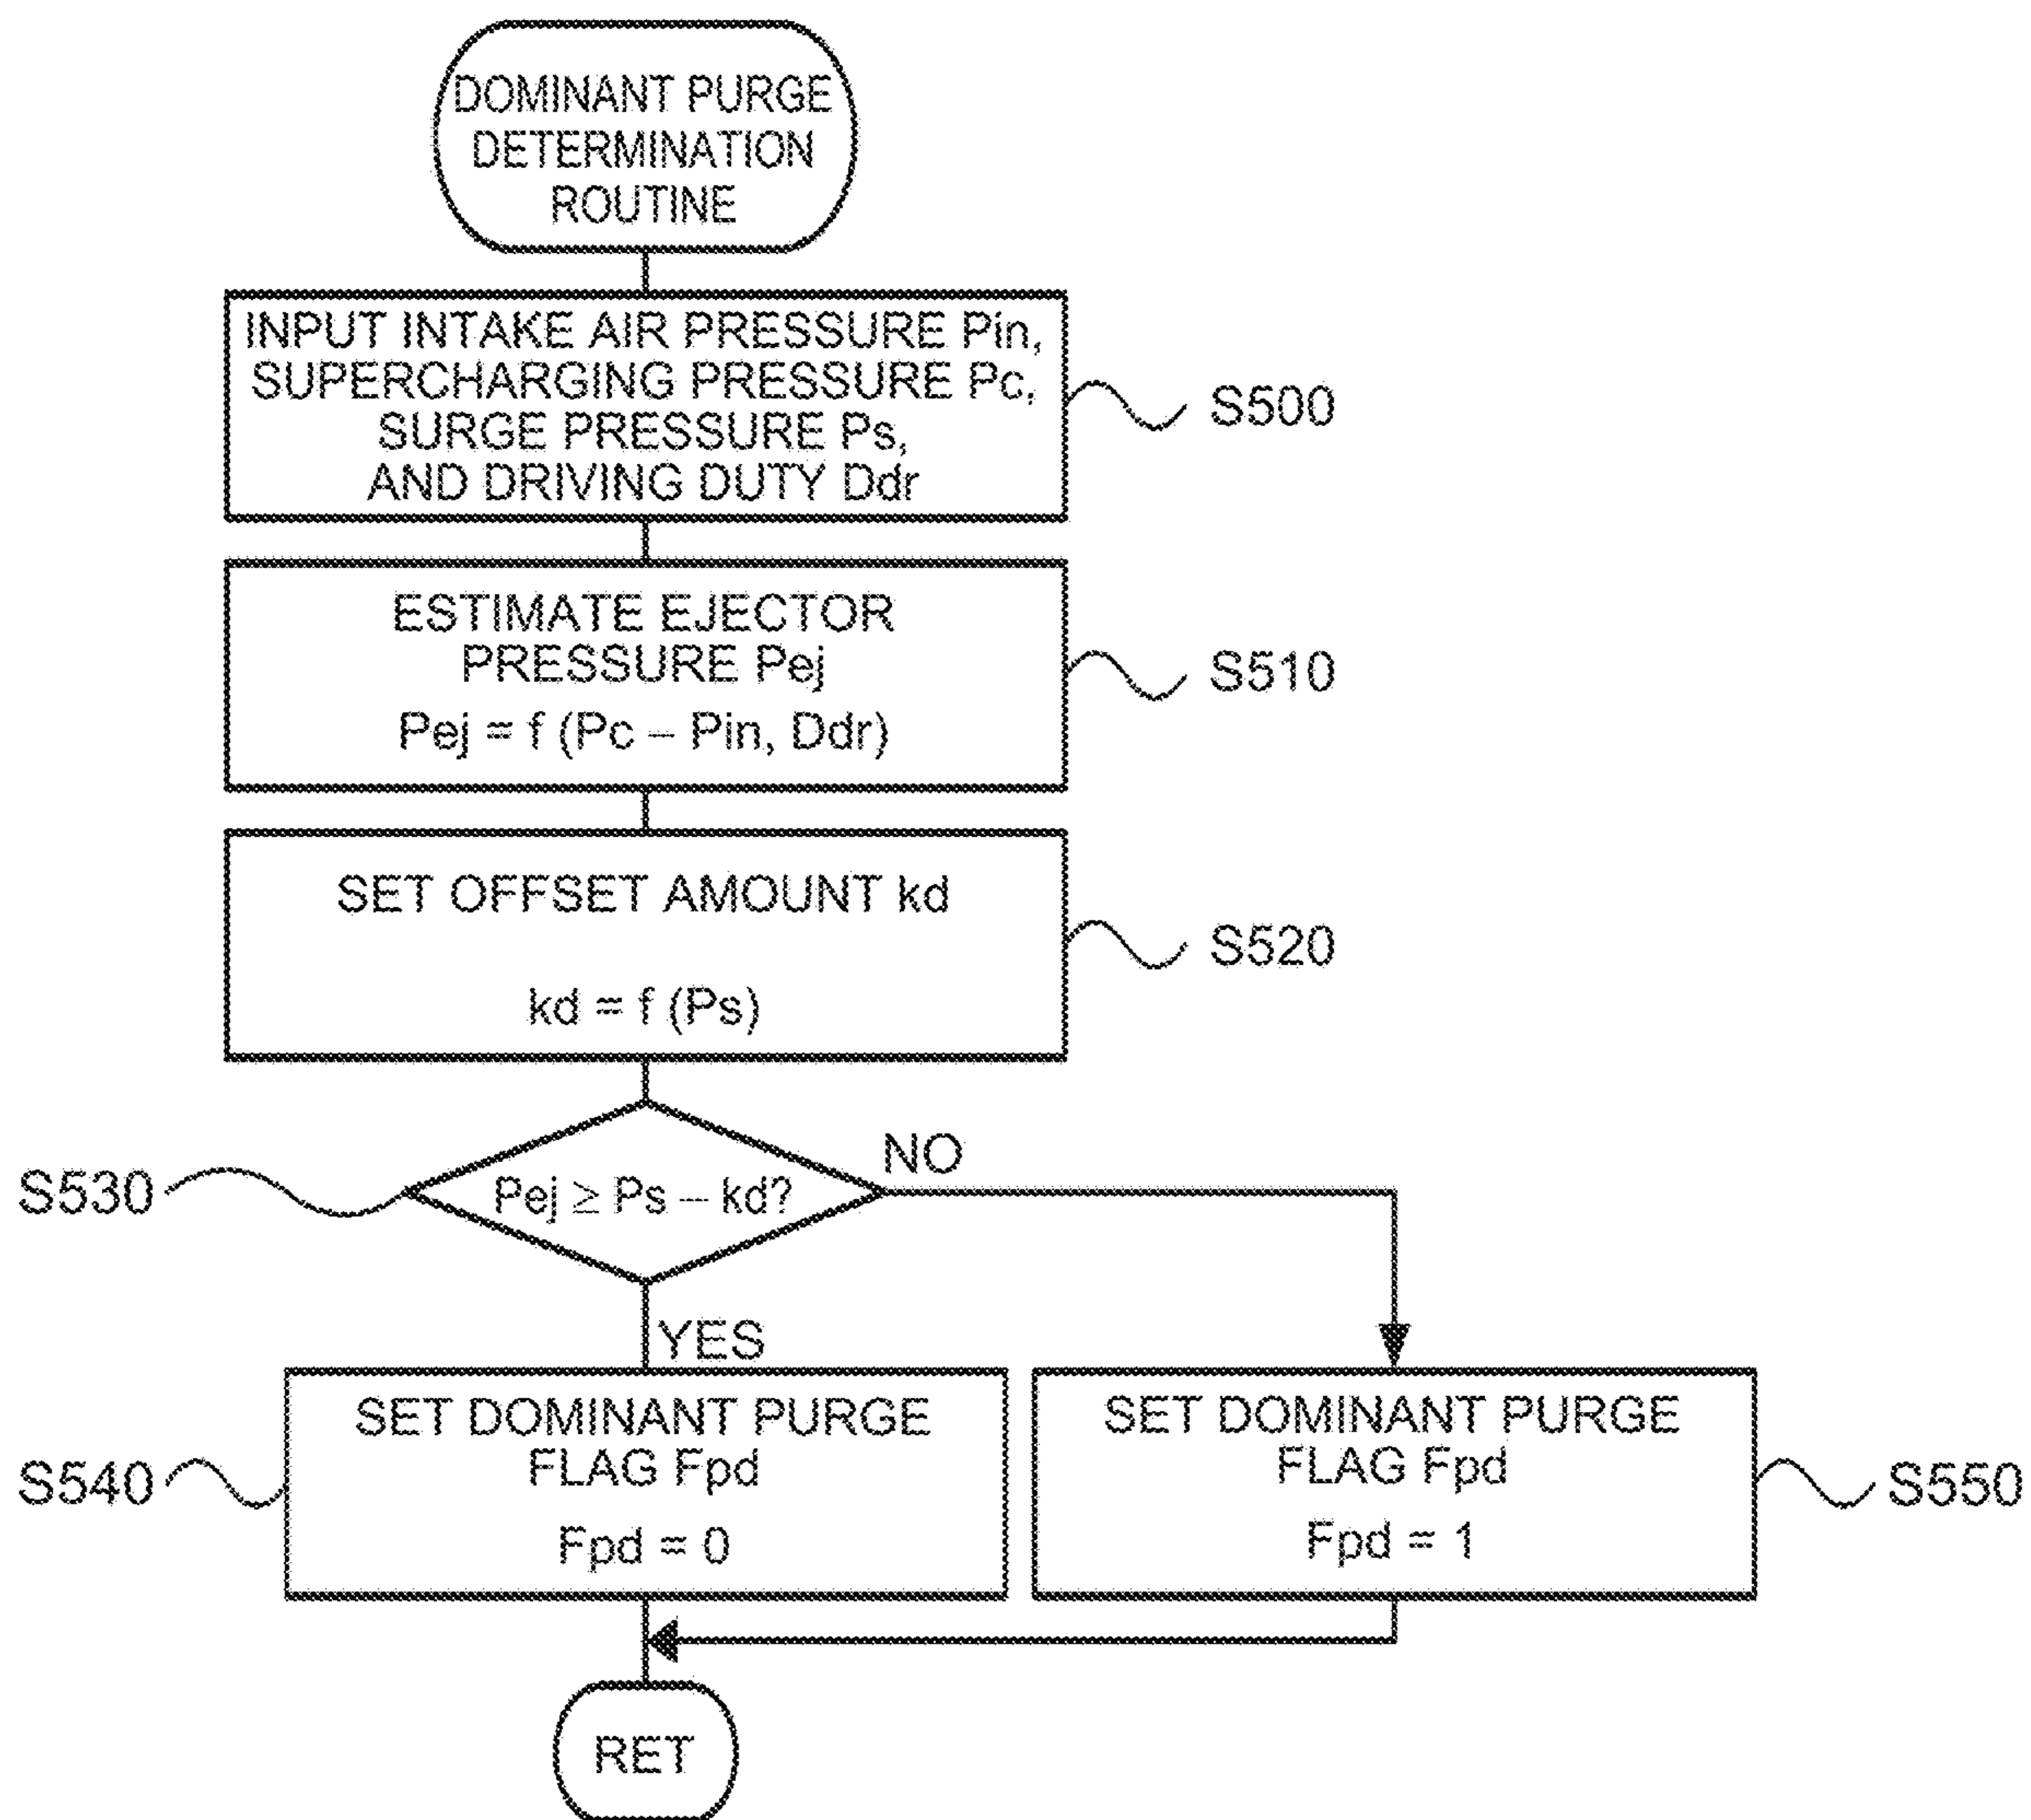 DOMINANT PURGE
DETERMINATION
ROUTINE
INPUT INTAKE AIR PRESSURE Pin,
SUPERCHARGING PRESSURE Pc,
SURGE PRESSURE Ps,
AND DRIVING DUTY Ddr
S500
ESTIMATE EJECTOR
PRESSURE Pej
Pej = f (Pc – Pin, Ddr)
S510
SET OFFSET AMOUNT kd
kd = f (Ps)
S520
S530
Pej ≥ Ps – kd?
NO
YES
S540
SET DOMINANT PURGE
FLAG Fpd
Fpd = 0
SET DOMINANT PURGE
FLAG Fpd
Fpd = 1
S550
RET